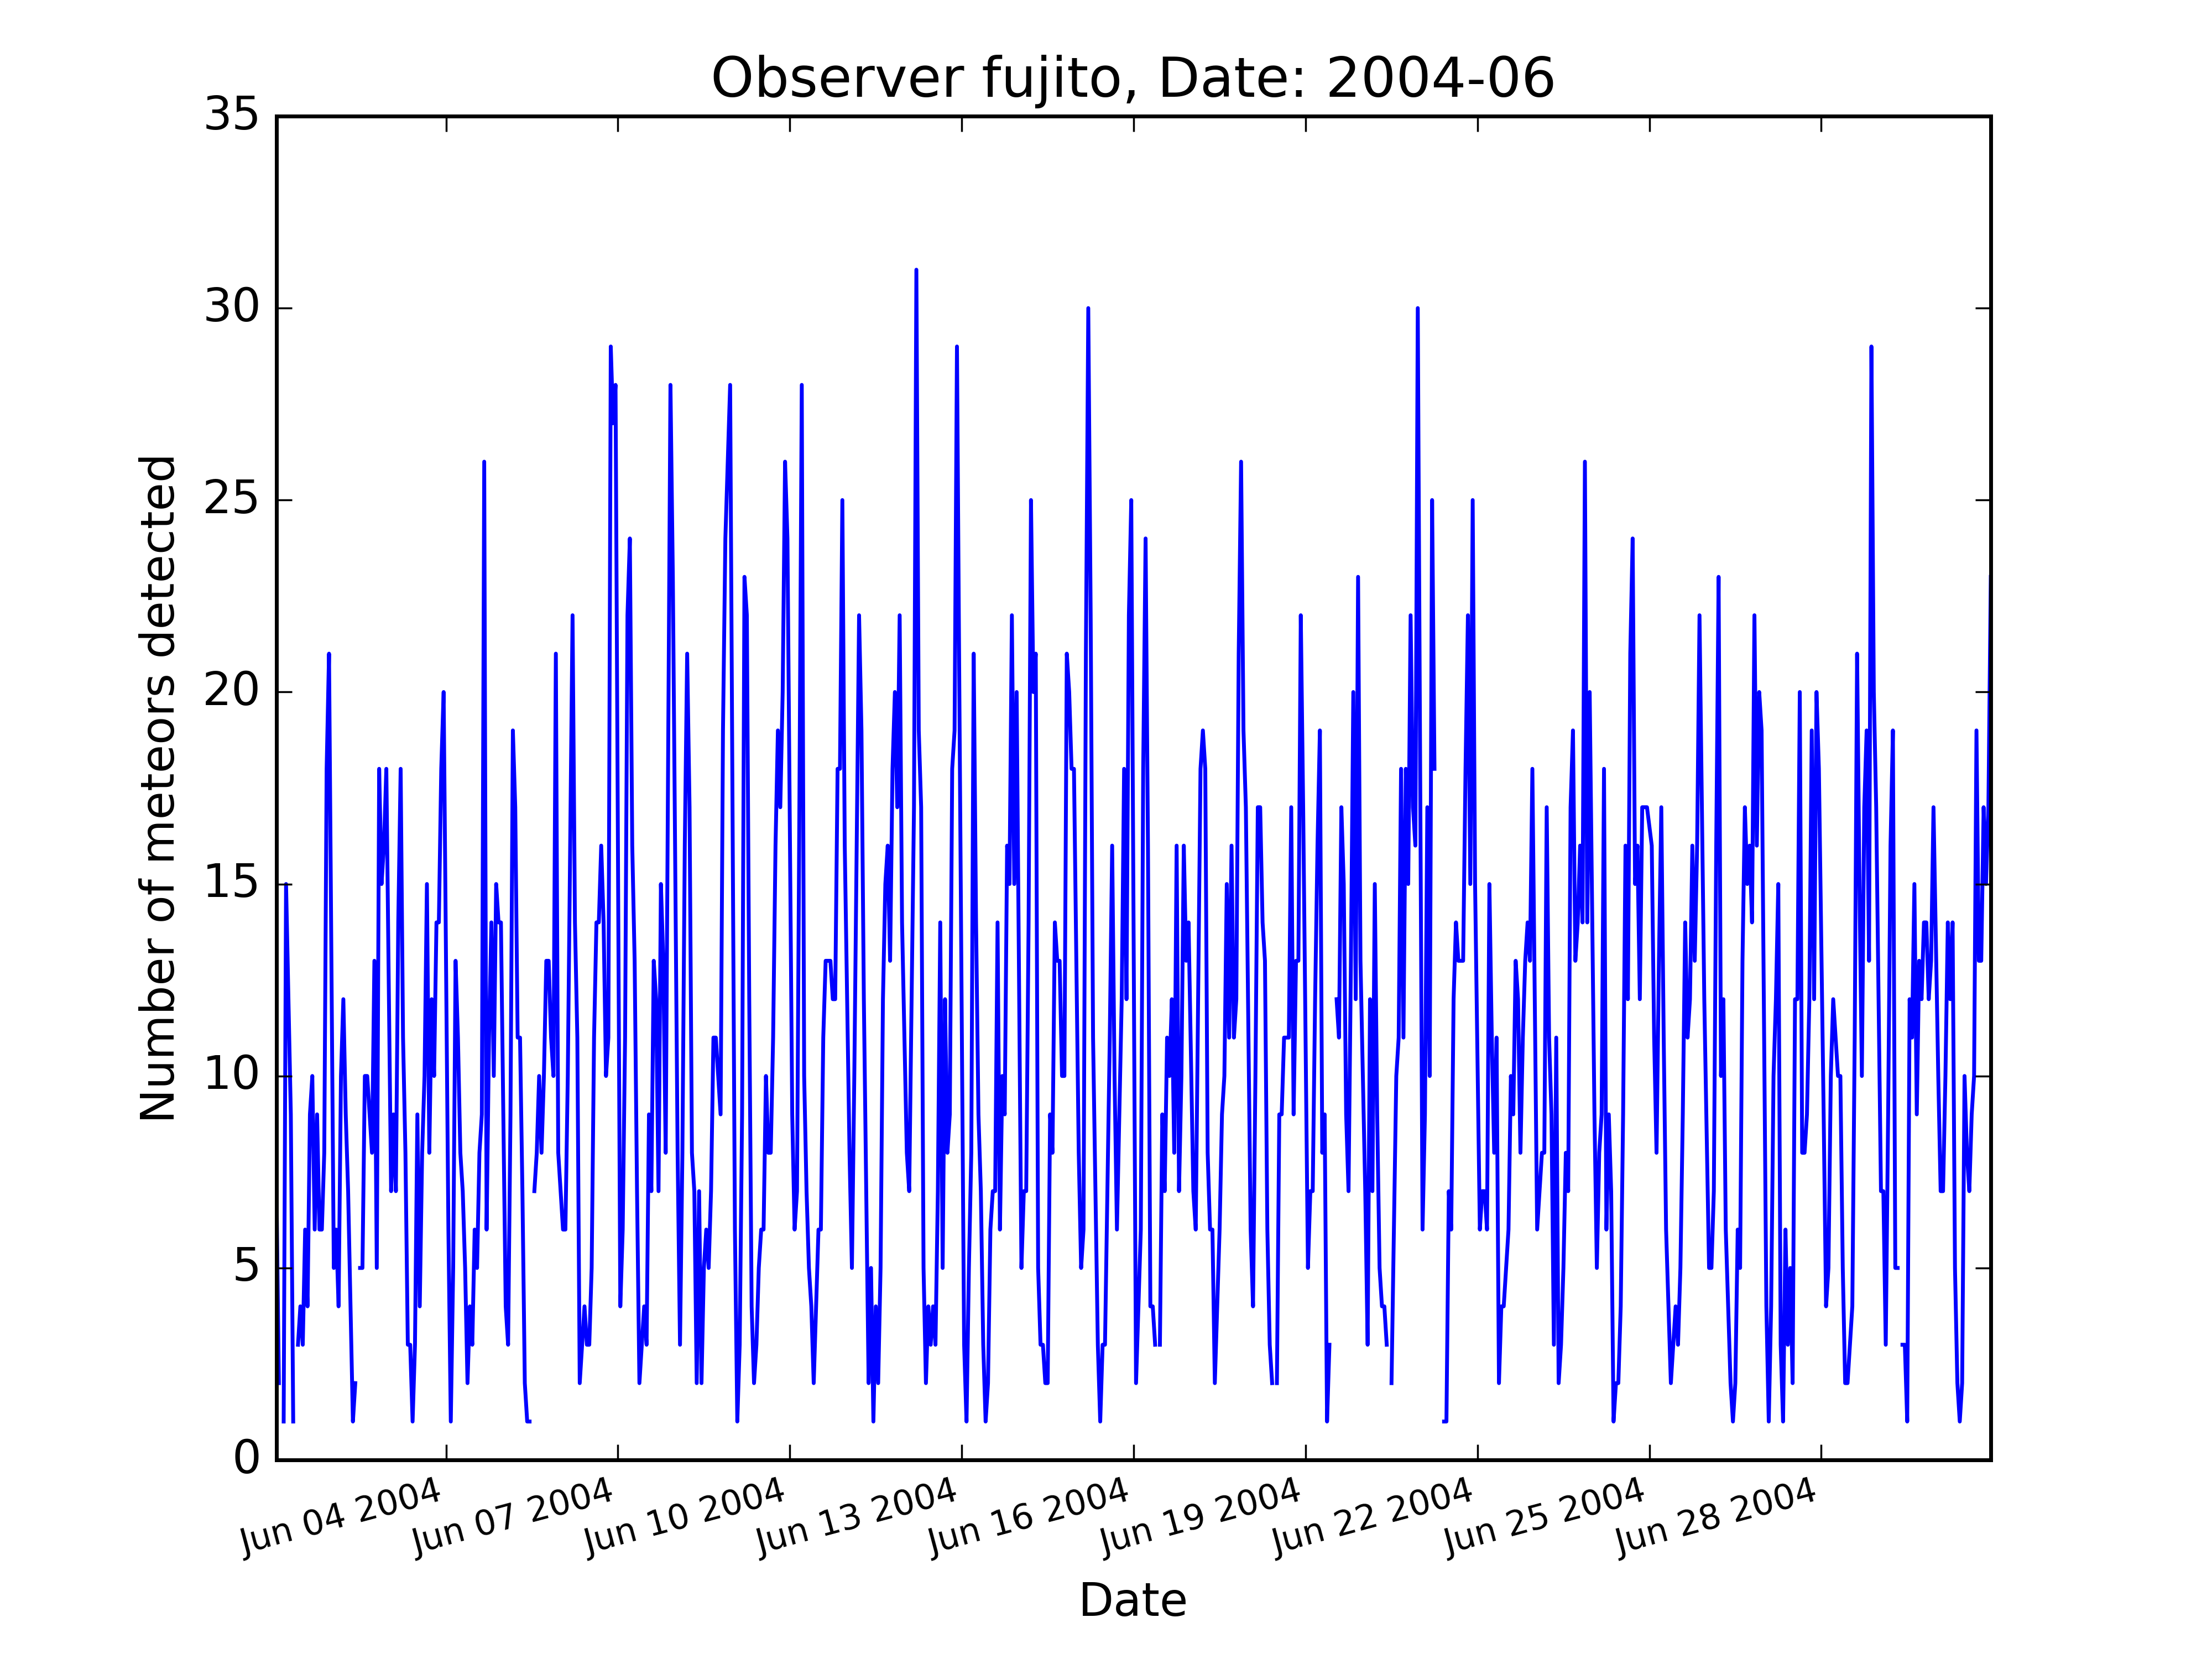 Observer fujito, Date: 2004-06
Number of meteors detected
35
30
25
20
15
10
5
0
Jun 04 2004
Jun 07 2004
Jun 10 2004
Jun 13 2004
Jun 16 2004
Jun 19 2004
Jun 22 2004
Jun 25 2004
Jun 28 2004
Date